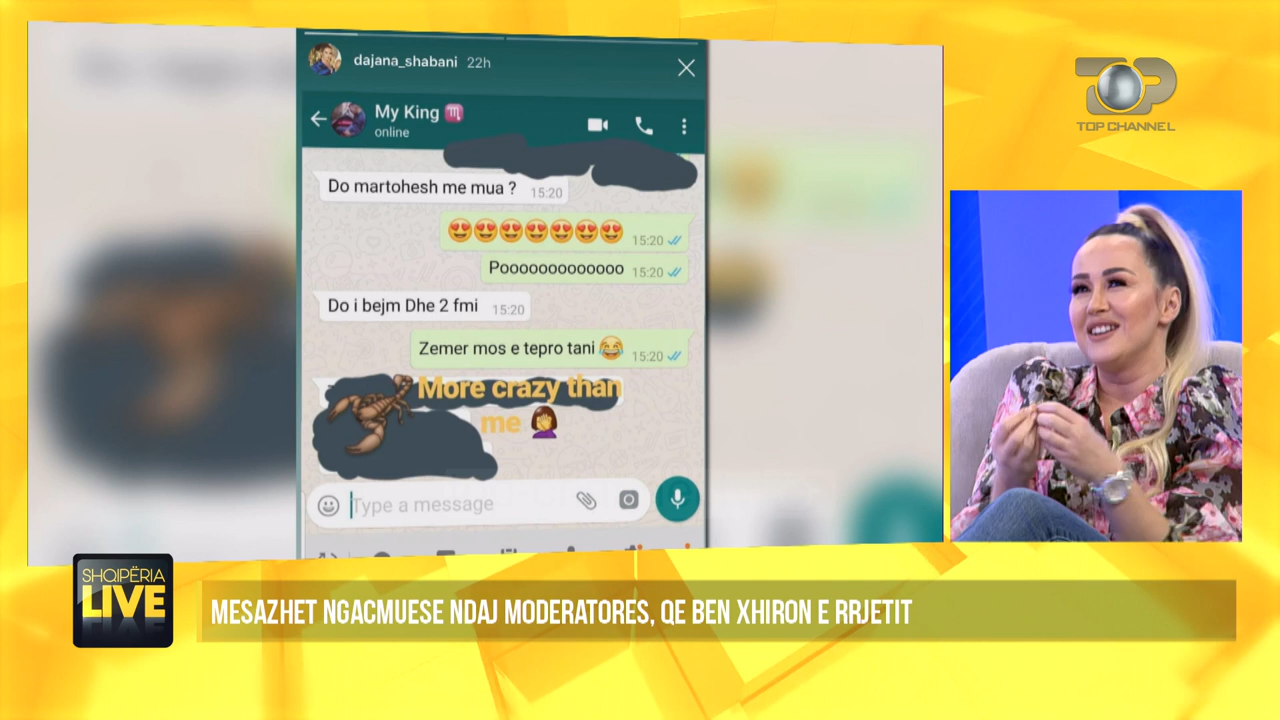 dajana_shabani 22h
My King ♏
online
TOP CHANNEL
Do martohesh me mua ? 15:20
😍😍😍😍😍😍😍 15:20
Pooooooooooooo 15:20
Do i bejm Dhe 2 fmi 15:20
Zemer mos e tepro tani 😂 15:20
More crazy than
me 🤦
Type a message
SHQIPËRIA
LIVE
MESAZHET NGACMUESE NDAJ MODERATORES, QE BEN XHIRON E RRJETIT